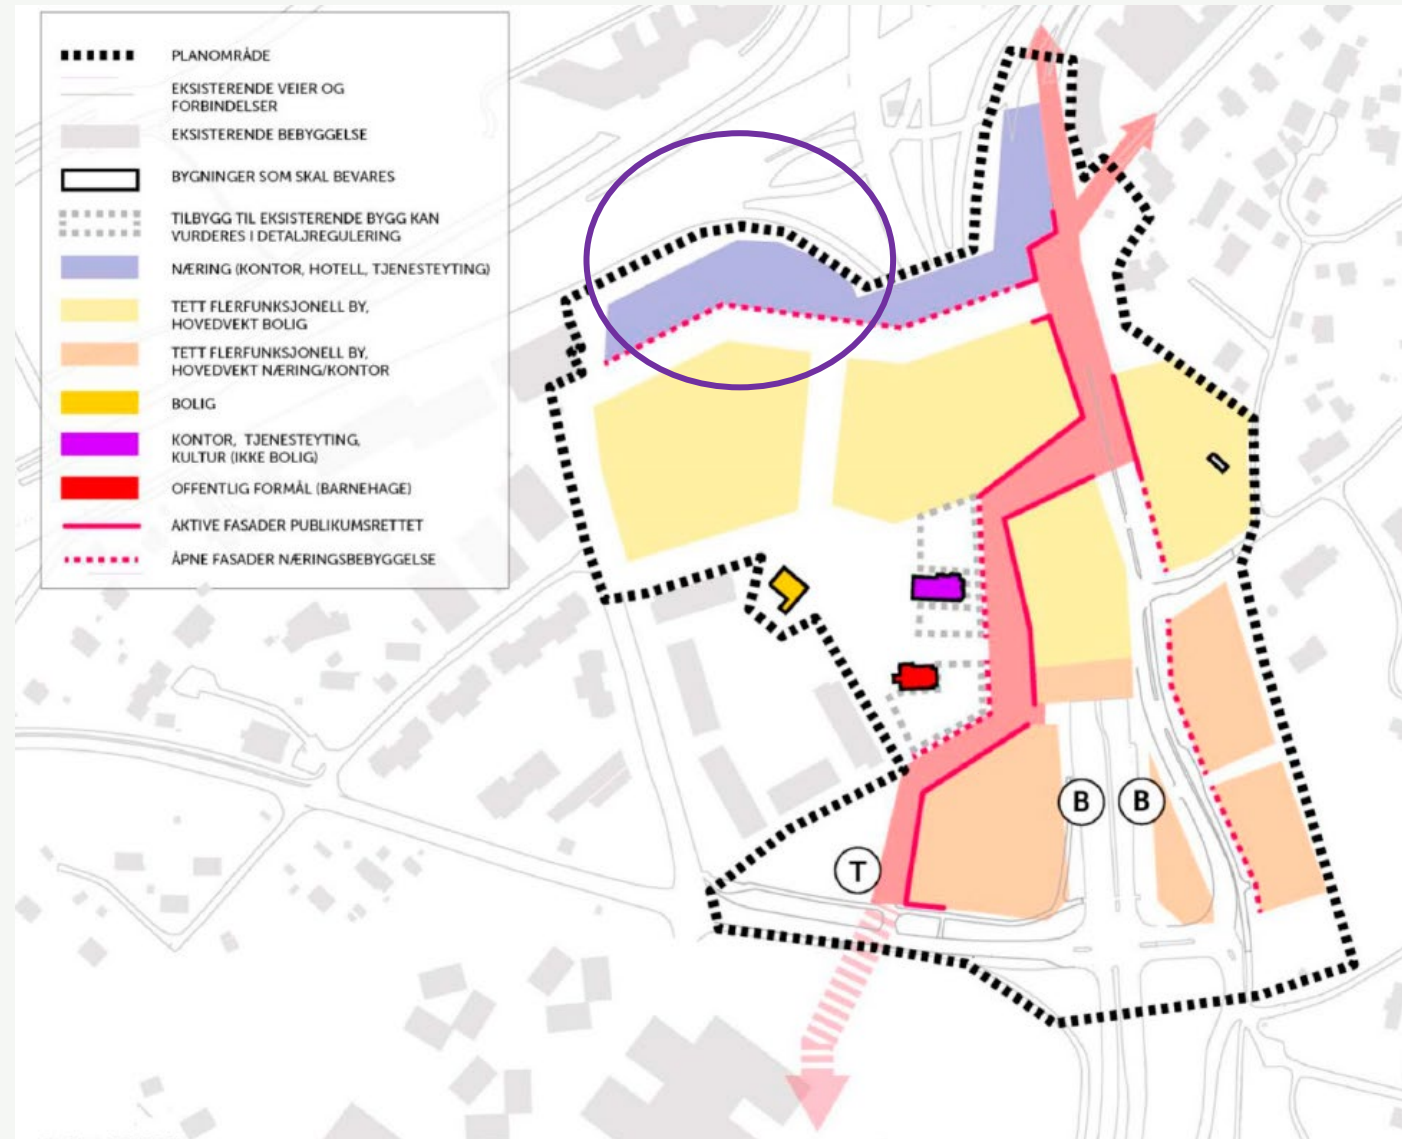 PLANOMRÅDE
EKSISTERENDE VEIER OG
FORBINDELSER
EKSISTERENDE BEBYGGELSE
BYGNINGER SOM SKAL BEVARES
TILBYGG TIL EKSISTERENDE BYGG KAN
VURDERES I DETALJREGULERING
NÆRING (KONTOR, HOTELL, TJENESTEYTING)
TETT FLERFUNKSJONELL BY,
HOVEDVEKT BOLIG
TETT FLERFUNKSJONELL BY,
HOVEDVEKT NÆRING/KONTOR
BOLIG
KONTOR, TJENESTEYTING,
KULTUR (IKKE BOLIG)
OFFENTLIG FORMÅL (BARNEHAGE)
AKTIVE FASADER PUBLIKUMSRETTET
ÅPNE FASADER NÆRINGSBEBYGGELSE
B B
T